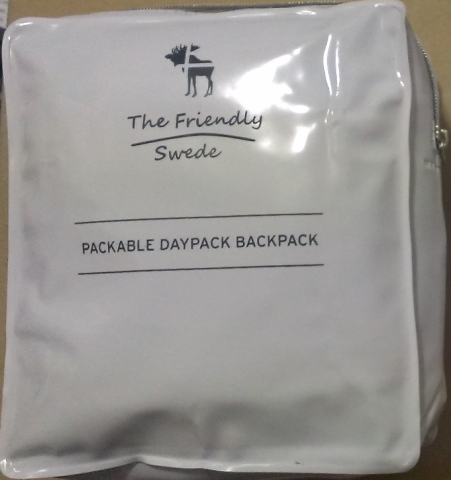 The Friendly
Swede
PACKABLE DAYPACK BACKPACK